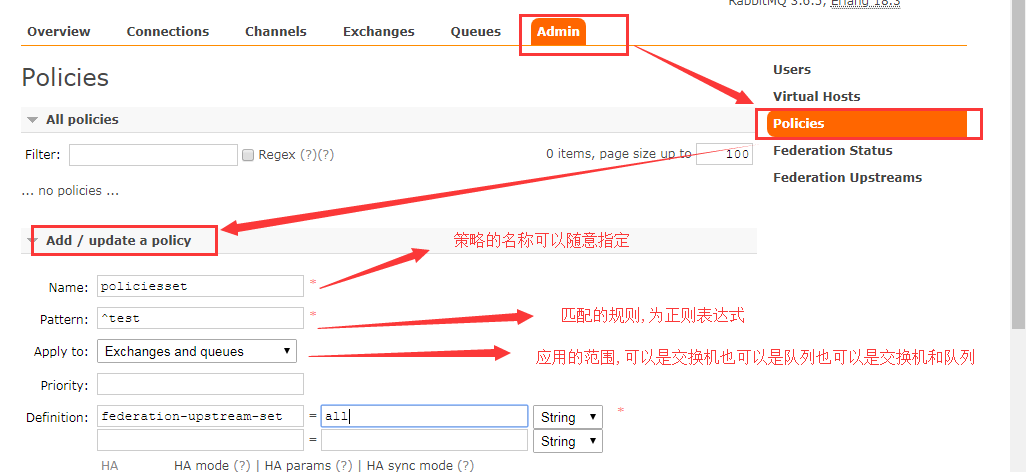 RabbitMQ 3.6.5, Erlang 18.3
Overview Connections Channels Exchanges Queues Admin
Users
Virtual Hosts
Policies
Federation Status
Federation Upstreams
Policies
All policies
Filter: Regex (?)(?) 0 items, page size up to 100
... no policies ...
Add / update a policy
策略的名称可以随意指定
Name: policiesset *
Pattern: ^test * 匹配的规则,为正则表达式
Apply to: Exchanges and queues 应用的范围,可以是交换机也可以是队列也可以是交换机和队列
Priority:
Definition: federation-upstream-set = all String *
= String
HA HA mode (?) | HA params (?) | HA sync mode (?)